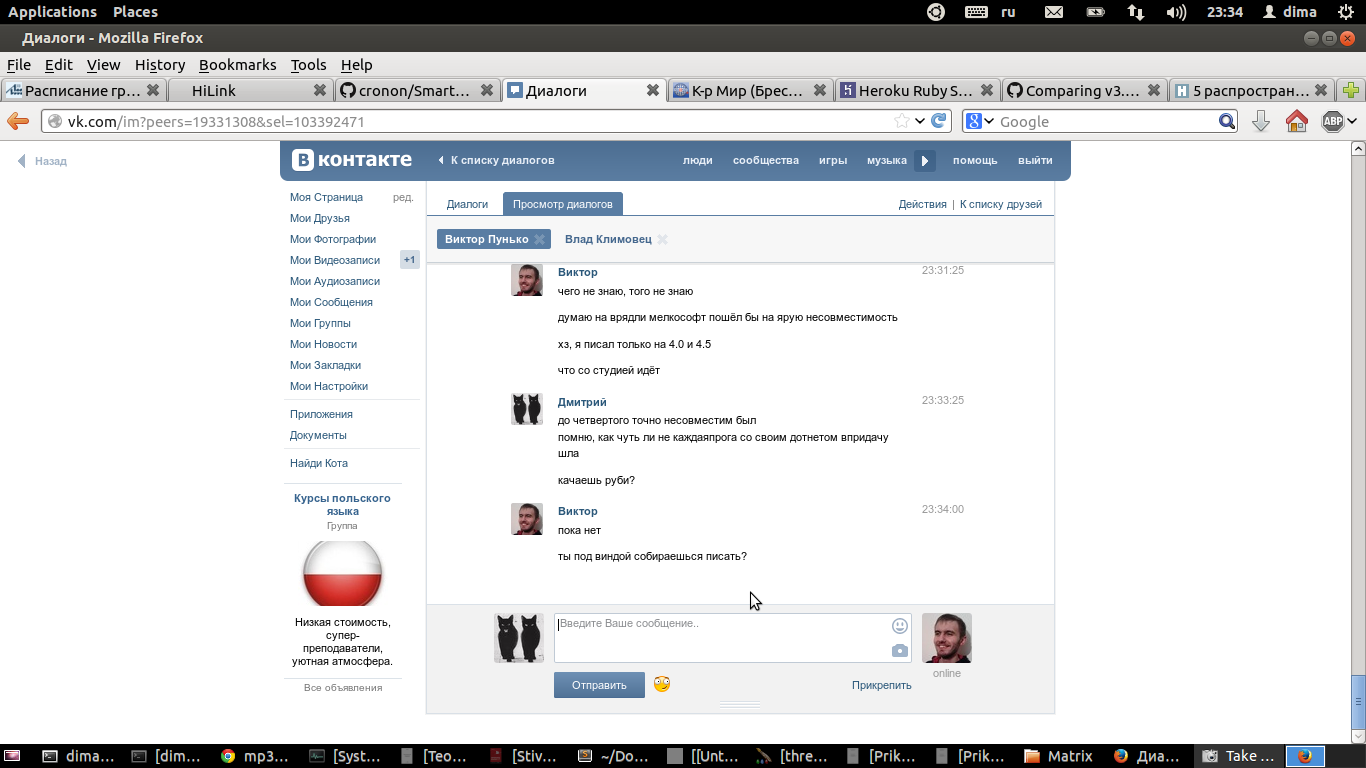 Applications Places ru 23:34 dima
Диалоги - Mozilla Firefox
File Edit View History Bookmarks Tools Help
Расписание гр... HiLink cronon/Smart... Диалоги К-р Мир (Брес... Heroku Ruby S... Comparing v3.... 5 распростран...
vk.com/im?peers=19331308&sel=103392471 Google ABP
Назад
В контакте К списку диалогов люди сообщества игры музыка помощь выйти
Моя Страница ред.
Мои Друзья
Мои Фотографии
Мои Видеозаписи +1
Мои Аудиозаписи
Мои Сообщения
Мои Группы
Мои Новости
Мои Закладки
Мои Настройки
Приложения
Документы
Найди Кота
Курсы польского
языка
Группа
Низкая стоимость,
супер-
преподаватели,
уютная атмосфера.
Все объявления
Диалоги Просмотр диалогов Действия | К списку друзей
Виктор Пунько Влад Климовец
Виктор 23:31:25
чего не знаю, того не знаю
думаю на врядли мелкософт пошёл бы на ярую несовместимость
хз, я писал только на 4.0 и 4.5
что со студией идёт
Дмитрий 23:33:25
до четвертого точно несовместим был
помню, как чуть ли не каждаяпрога со своим дотнетом впридачу
шла
качаешь руби?
Виктор 23:34:00
пока нет
ты под виндой собираешься писать?
Введите Ваше сообщение..
online
Отправить Прикрепить
dima... [dim... mp3... [Syst... [Тео... [Stiv... ~/Do... [[Unt... [thre... [Prik... [Prik... Matrix Диа... Take ...